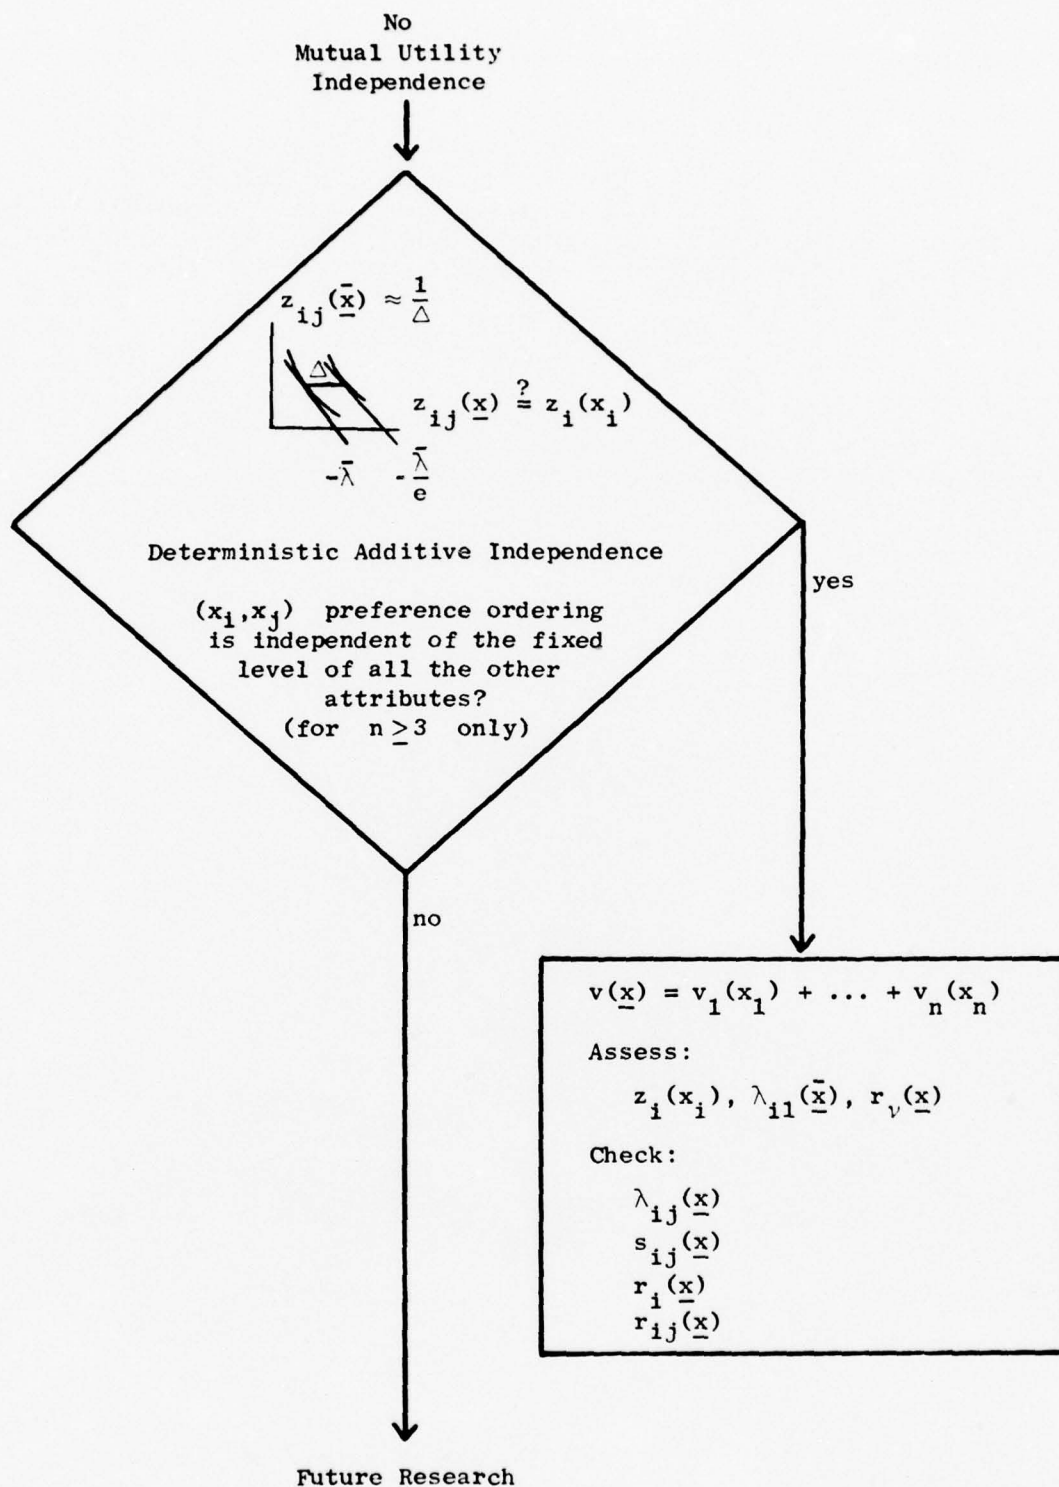 No
Mutual Utility
Independence
z_ij(x̲̄) ≈ 1/Δ
Δ
z_ij(x̲) ?= z_i(x_i)
-λ̄
-λ̄/e
Deterministic Additive Independence
(x_i,x_j) preference ordering
is independent of the fixed
level of all the other
attributes?
(for n ≥ 3 only)
yes
no
v(x̲) = v_1(x_1) + ... + v_n(x_n)
Assess:
z_i(x_i), λ_i1(x̲̄), r_ν(x̲)
Check:
λ_ij(x̲)
s_ij(x̲)
r_i(x̲)
r_ij(x̲)
Future Research